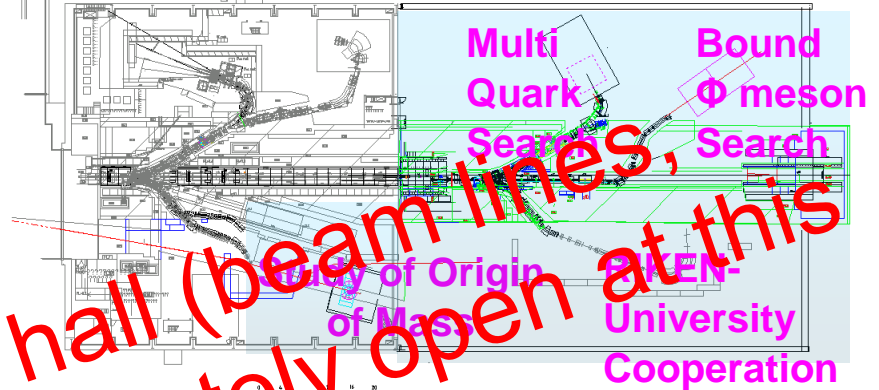 Multi
Quark
Search
Bound
Φ meson
Search
Study of Origin
of Mass
RIKEN-
University
Cooperation
hall (beam lines,
tely open at this